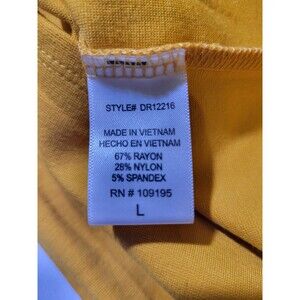 STYLE# DR12216
MADE IN VIETNAM
HECHO EN VIETNAM
67% RAYON
28% NYLON
5% SPANDEX
RN # 109195
L